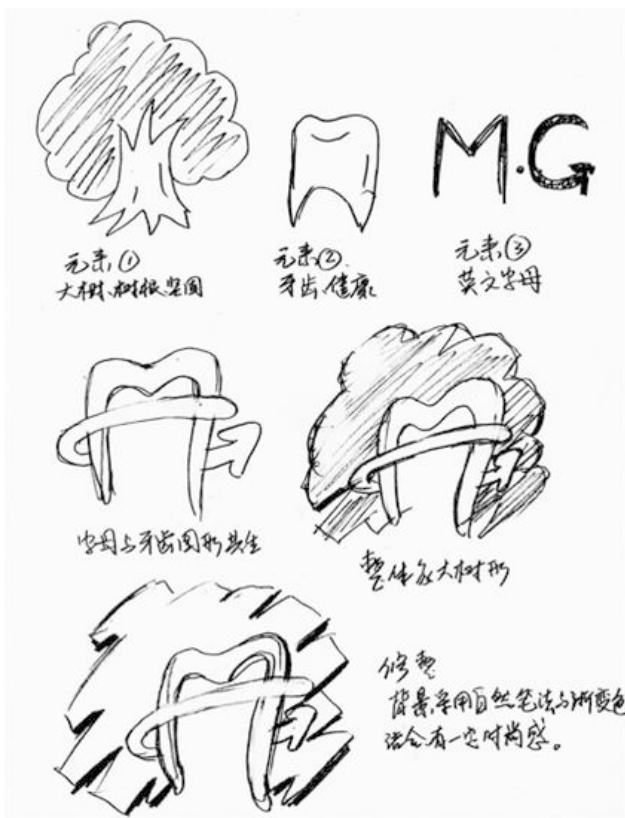 M·G
元素①
大树、树根坚固
元素②
牙齿、健康
元素③
英文字母
字母与牙齿图形共生
整体为大树形
修整
背景采用自然笔法与渐变色
结合有一定时尚感。